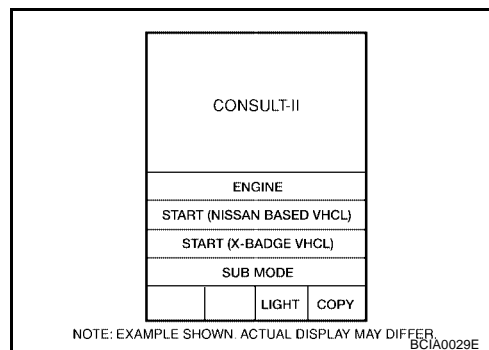 CONSULT-II
ENGINE
START (NISSAN BASED VHCL)
START (X-BADGE VHCL)
SUB MODE
LIGHT COPY
NOTE: EXAMPLE SHOWN. ACTUAL DISPLAY MAY DIFFER.
BCIA0029E